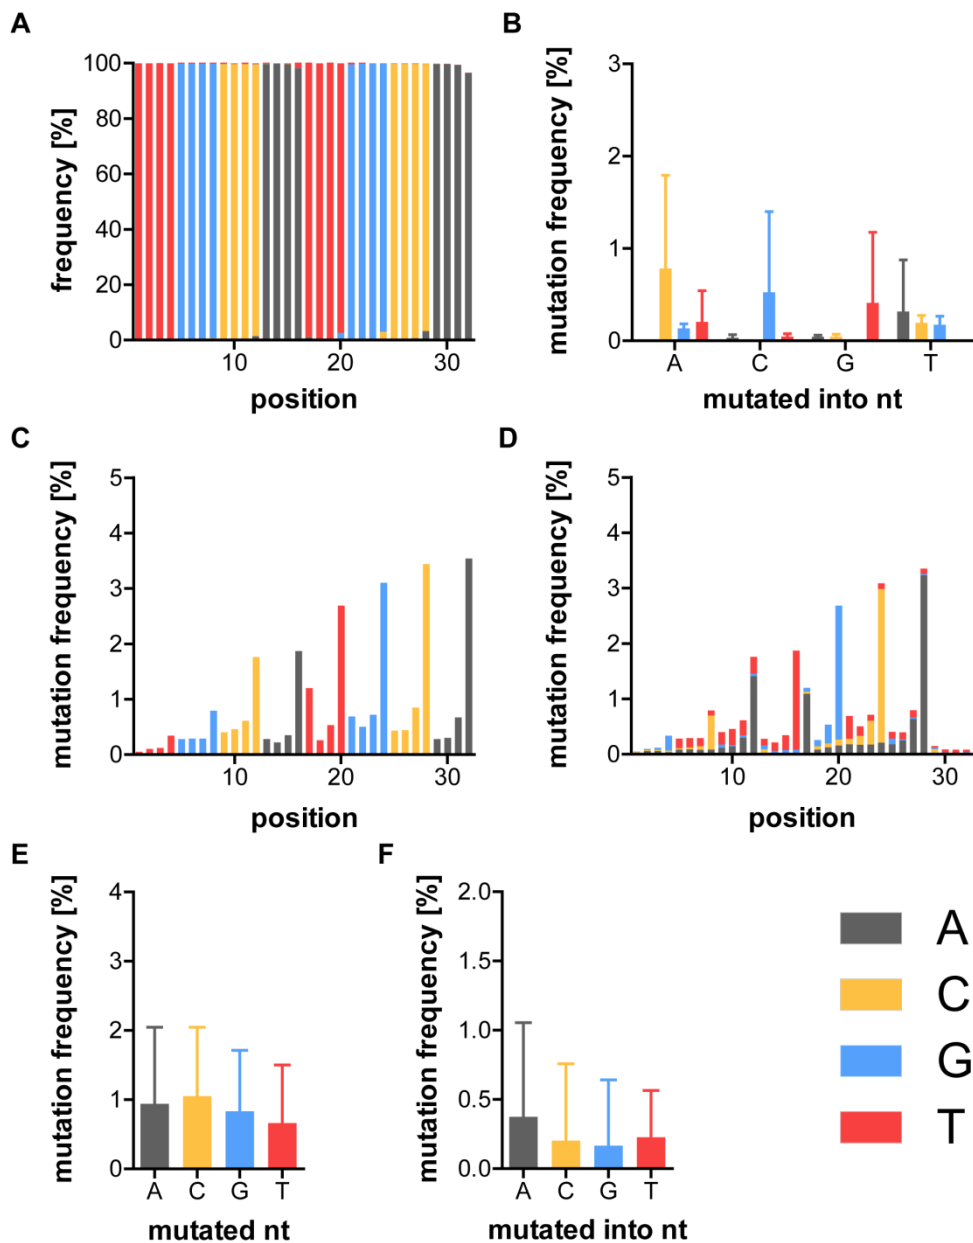 A
B
frequency [%]
100
80
60
40
20
0
10
20
30
position
mutation frequency [%]
3
2
1
0
A
C
G
T
mutated into nt
C
D
mutation frequency [%]
5
4
3
2
1
0
10
20
30
position
mutation frequency [%]
5
4
3
2
1
0
10
20
30
position
E
F
mutation frequency [%]
4
3
2
1
0
A
C
G
T
mutated nt
mutation frequency [%]
2.0
1.5
1.0
0.5
0.0
A
C
G
T
mutated into nt
A
C
G
T